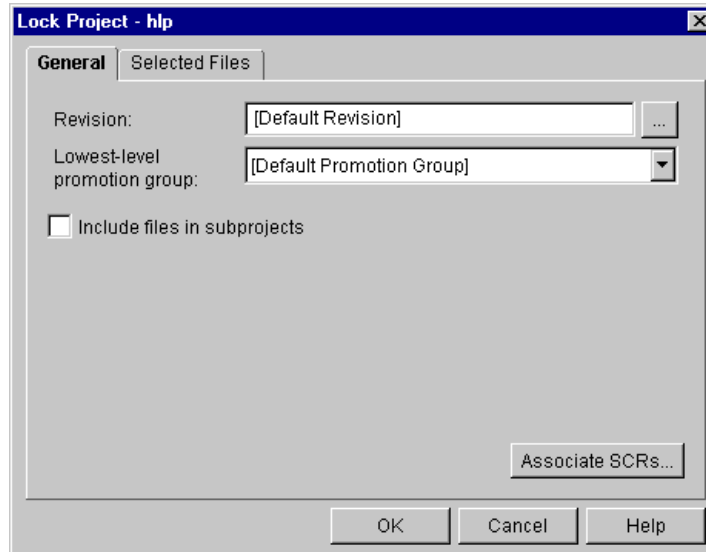 Lock Project - hlp
General Selected Files
Revision: [Default Revision] ...
Lowest-level
promotion group: [Default Promotion Group]
Include files in subprojects
Associate SCRs...
OK Cancel Help